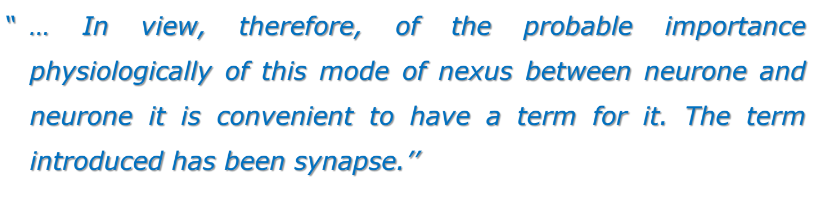 “ … In view, therefore, of the probable importance
physiologically of this mode of nexus between neurone and
neurone it is convenient to have a term for it. The term
introduced has been synapse.’’